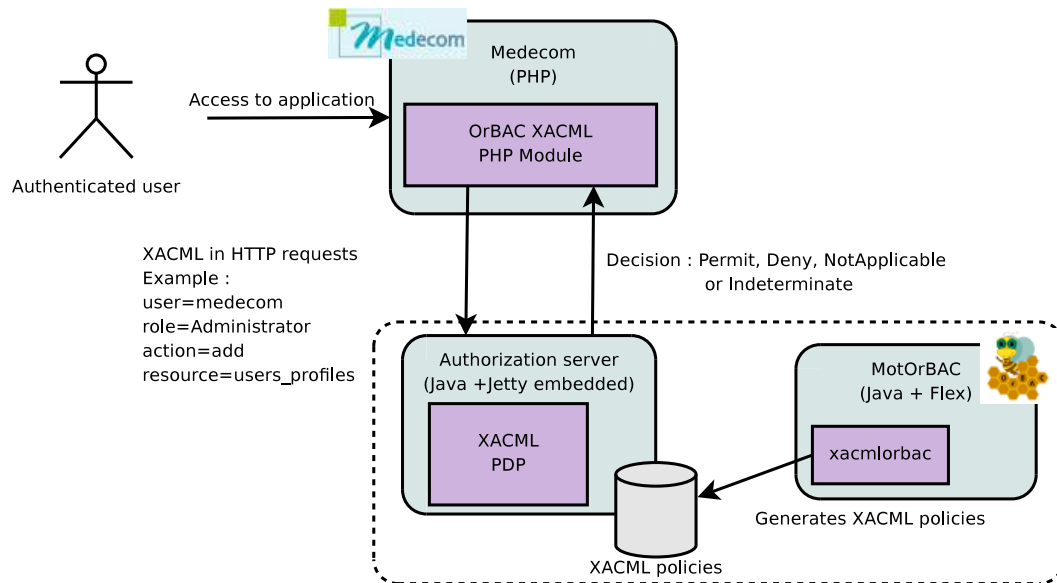 Medecom
Medecom
(PHP)
Access to application
OrBAC XACML
PHP Module
Authenticated user
XACML in HTTP requests
Example :
user=medecom
role=Administrator
action=add
resource=users_profiles
Decision : Permit, Deny, NotApplicable
or Indeterminate
Authorization server
(Java +Jetty embedded)
XACML
PDP
MotOrBAC
(Java + Flex)
OrBAC
xacmlorbac
Generates XACML policies
XACML policies